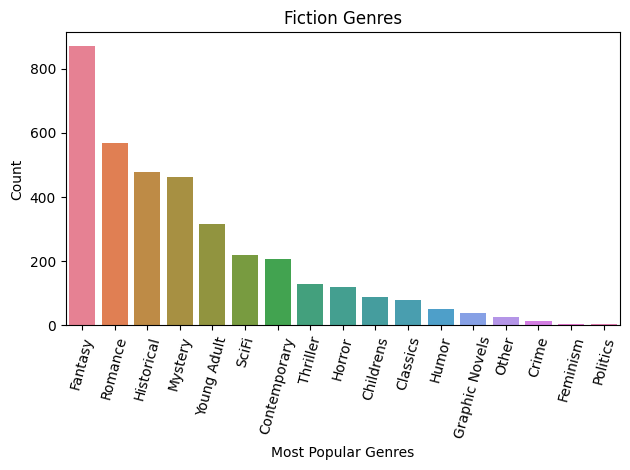 Fiction Genres
Count
800
600
400
200
0
Fantasy
Romance
Historical
Mystery
Young Adult
SciFi
Contemporary
Thriller
Horror
Childrens
Classics
Humor
Graphic Novels
Other
Crime
Feminism
Politics
Most Popular Genres